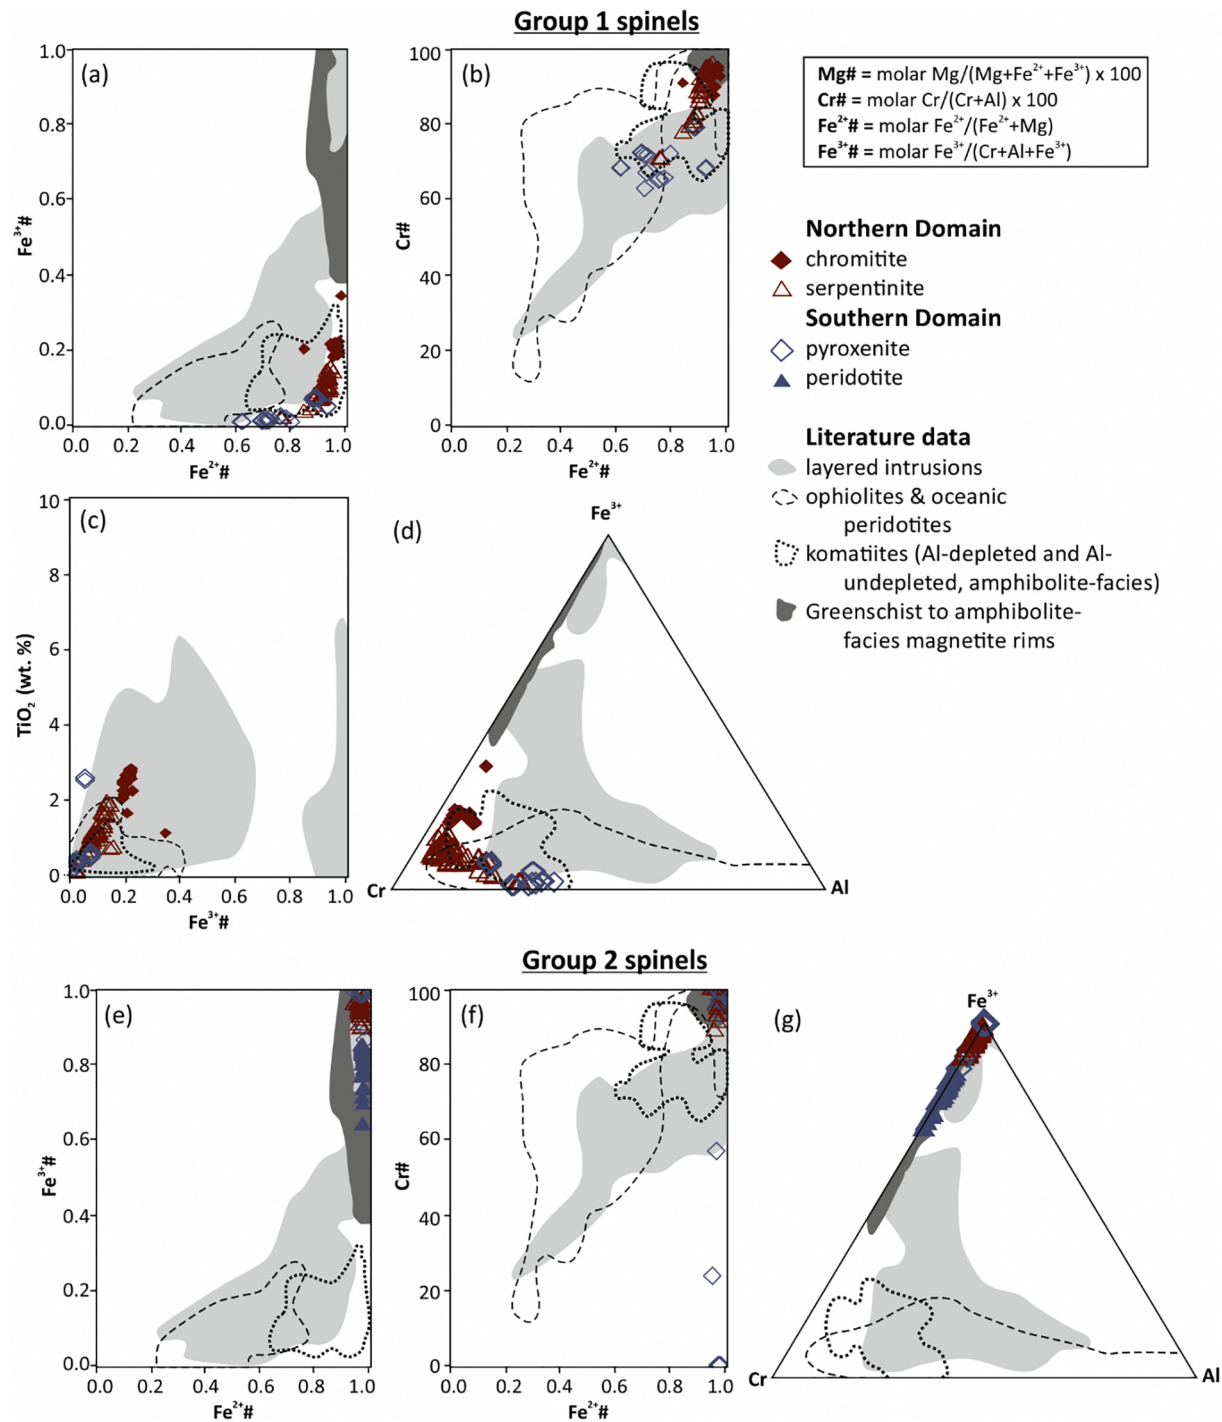 Group 1 spinels
(a)
1.0
0.8
0.6
0.4
0.2
0.0
Fe³⁺#
0.0 0.2 0.4 0.6 0.8 1.0
Fe²⁺#
(b)
100
80
60
40
20
0
Cr#
0.0 0.2 0.4 0.6 0.8 1.0
Fe²⁺#
Mg# = molar Mg/(Mg+Fe²⁺+Fe³⁺) x 100
Cr# = molar Cr/(Cr+Al) x 100
Fe²⁺# = molar Fe²⁺/(Fe²⁺+Mg)
Fe³⁺# = molar Fe³⁺/(Cr+Al+Fe³⁺)
Northern Domain
chromitite
serpentinite
Southern Domain
pyroxenite
peridotite
Literature data
layered intrusions
ophiolites & oceanic
peridotites
komatiites (Al-depleted and Al-
undepleted, amphibolite-facies)
Greenschist to amphibolite-
facies magnetite rims
(c)
10
8
6
4
2
0
TiO₂ (wt. %)
0.0 0.2 0.4 0.6 0.8 1.0
Fe³⁺#
(d)
Fe³⁺
Cr
Al
Group 2 spinels
(e)
1.0
0.8
0.6
0.4
0.2
0.0
Fe³⁺#
0.0 0.2 0.4 0.6 0.8 1.0
Fe²⁺#
(f)
100
80
60
40
20
0
Cr#
0.0 0.2 0.4 0.6 0.8 1.0
Fe²⁺#
(g)
Fe³⁺
Cr
Al